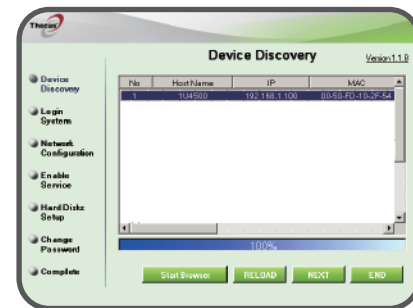 Thecus
Device Discovery
Version 1.1.8
Device
Discovery
Login
System
Network
Configuration
Enable
Service
Hard Disks
Setup
Change
Password
Complete
No Host Name IP MAC
1 1U4500 192.168.1.100 00-50-FD-10-2F-54
100%
Start Browser RELOAD NEXT END